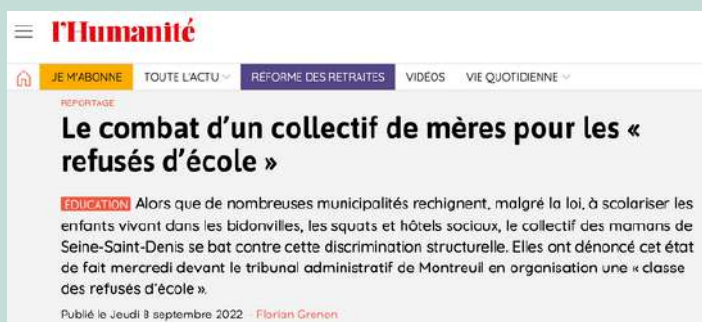 l'Humanité
JE M'ABONNE TOUTE L'ACTU RÉFORME DES RETRAITES VIDÉOS VIE QUOTIDIENNE
REPORTAGE
Le combat d'un collectif de mères pour les «
refusés d'école »
ÉDUCATION Alors que de nombreuses municipalités rechignent, malgré la loi, à scolariser les
enfants vivant dans les bidonvilles, les squats et hôtels sociaux, le collectif des mamans de
Seine-Saint-Denis se bat contre cette discrimination structurelle. Elles ont dénoncé cet état
de fait mercredi devant le tribunal administratif de Montreuil en organisation une « classe
des refusés d'école ».
Publié le Jeudi 8 septembre 2022 Florian Grenon